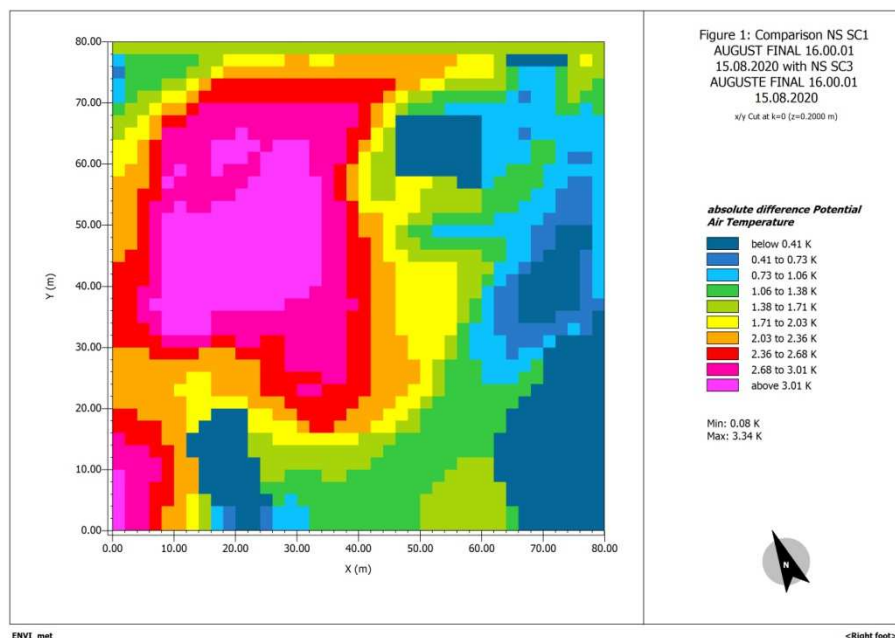 Figure 1: Comparison NS SC1
AUGUST FINAL 16.00.01
15.08.2020 with NS SC3
AUGUSTE FINAL 16.00.01
15.08.2020
x/y Cut at k=0 (z=0.2000 m)
absolute difference Potential
Air Temperature
below 0.41 K
0.41 to 0.73 K
0.73 to 1.06 K
1.06 to 1.38 K
1.38 to 1.71 K
1.71 to 2.03 K
2.03 to 2.36 K
2.36 to 2.68 K
2.68 to 3.01 K
above 3.01 K
Min: 0.08 K
Max: 3.34 K
N
80.00
70.00
60.00
50.00
40.00
30.00
20.00
10.00
0.00
Y (m)
0.00 10.00 20.00 30.00 40.00 50.00 60.00 70.00 80.00
X (m)
ENVI_met
<Right foot>